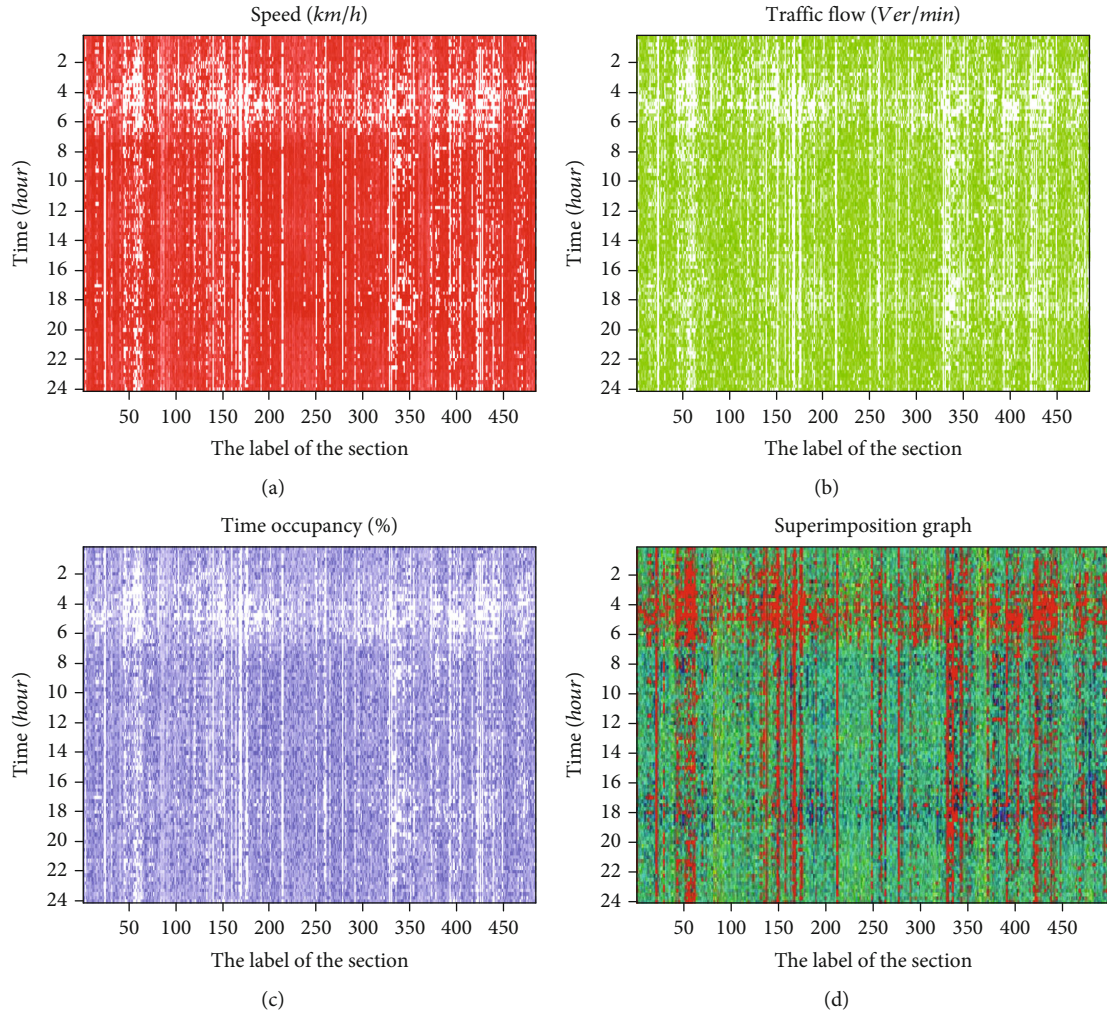 Speed (km/h)
Time (hour)
2
4
6
8
10
12
14
16
18
20
22
24
50 100 150 200 250 300 350 400 450
The label of the section
(a)
Traffic flow (Ver/min)
Time (hour)
2
4
6
8
10
12
14
16
18
20
22
24
50 100 150 200 250 300 350 400 450
The label of the section
(b)
Time occupancy (%)
Time (hour)
2
4
6
8
10
12
14
16
18
20
22
24
50 100 150 200 250 300 350 400 450
The label of the section
(c)
Superimposition graph
Time (hour)
2
4
6
8
10
12
14
16
18
20
22
24
50 100 150 200 250 300 350 400 450
The label of the section
(d)